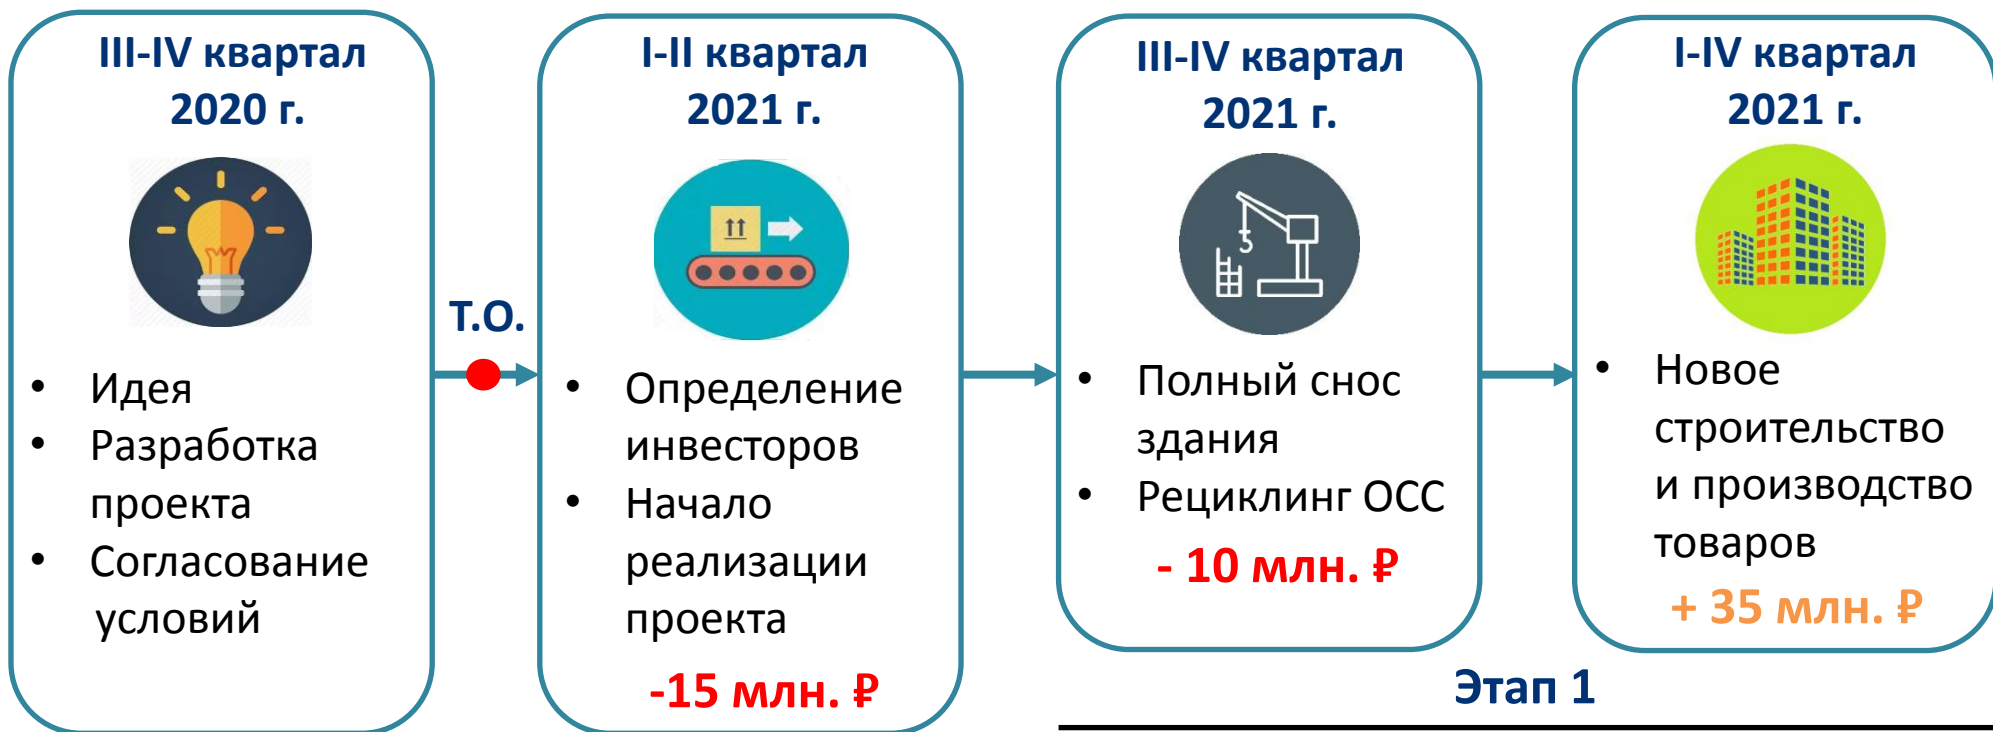 III-IV квартал
2020 г.
• Идея
• Разработка
проекта
• Согласование
условий
Т.О.
I-II квартал
2021 г.
• Определение
инвесторов
• Начало
реализации
проекта
-15 млн. ₽
III-IV квартал
2021 г.
• Полный снос
здания
• Рециклинг ОСС
- 10 млн. ₽
I-IV квартал
2021 г.
• Новое
строительство
и производство
товаров
+ 35 млн. ₽
Этап 1